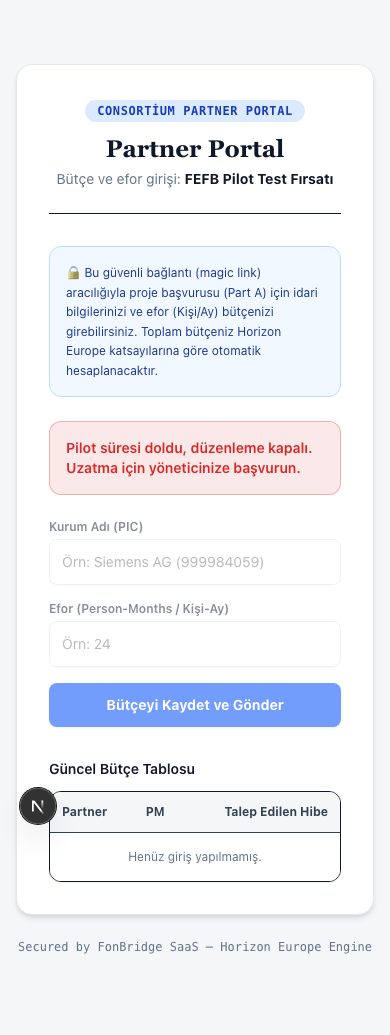 CONSORTİUM PARTNER PORTAL
Partner Portal
Bütçe ve efor girişi: FEFB Pilot Test Fırsatı
🔒 Bu güvenli bağlantı (magic link)
aracılığıyla proje başvurusu (Part A) için idari
bilgilerinizi ve efor (Kişi/Ay) bütçenizi
girebilirsiniz. Toplam bütçeniz Horizon
Europe katsayılarına göre otomatik
hesaplanacaktır.
Pilot süresi doldu, düzenleme kapalı.
Uzatma için yöneticinize başvurun.
Kurum Adı (PIC)
Örn: Siemens AG (999984059)
Efor (Person-Months / Kişi-Ay)
Örn: 24
Bütçeyi Kaydet ve Gönder
Güncel Bütçe Tablosu
N
Partner PM Talep Edilen Hibe
Henüz giriş yapılmamış.
Secured by FonBridge SaaS — Horizon Europe Engine